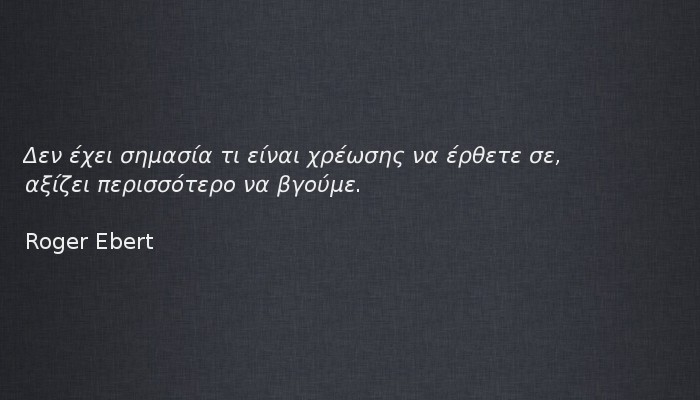 Δεν έχει σημασία τι είναι χρέωσης να έρθετε σε,
αξίζει περισσότερο να βγούμε.
Roger Ebert